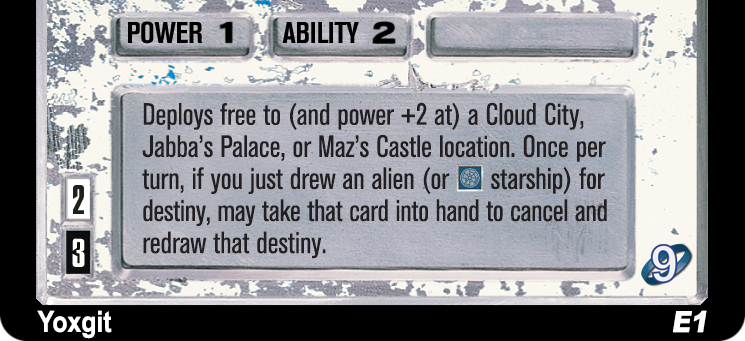 POWER 1 ABILITY 2
Deploys free to (and power +2 at) a Cloud City,
Jabba's Palace, or Maz's Castle location. Once per
turn, if you just drew an alien (or starship) for
destiny, may take that card into hand to cancel and
redraw that destiny.
2
3
9
Yoxgit E1